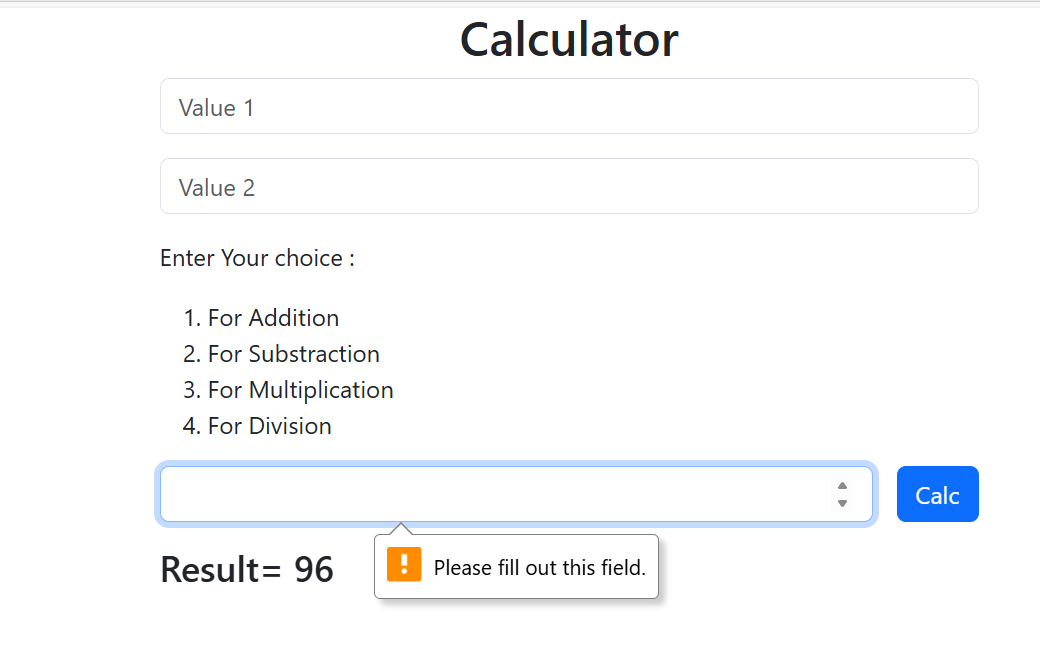 Calculator
Value 1
Value 2
Enter Your choice :
1. For Addition
2. For Substraction
3. For Multiplication
4. For Division
Calc
Result= 96
! Please fill out this field.